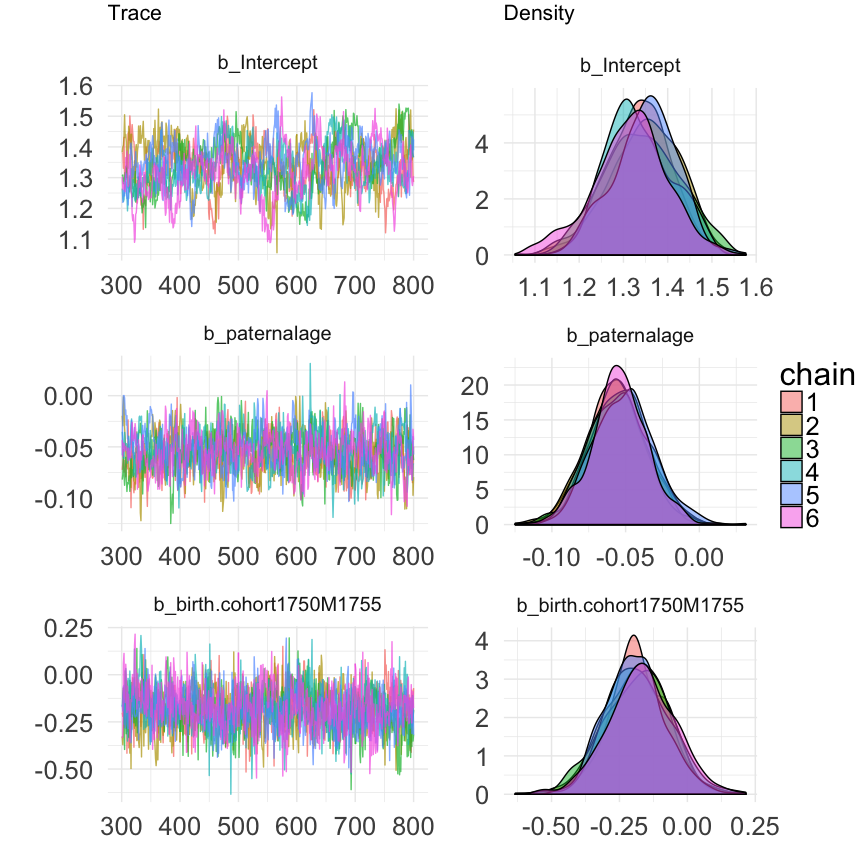 Trace
Density
b_Intercept
b_Intercept
1.6
1.5
1.4
1.3
1.2
1.1
300 400 500 600 700 800
4
2
0
1.1 1.2 1.3 1.4 1.5 1.6
b_paternalage
b_paternalage
0.00
-0.05
-0.10
300 400 500 600 700 800
20
15
10
5
0
-0.10 -0.05 0.00
chain
1
2
3
4
5
6
b_birth.cohort1750M1755
b_birth.cohort1750M1755
0.25
0.00
-0.25
-0.50
300 400 500 600 700 800
4
3
2
1
0
-0.50 -0.25 0.00 0.25